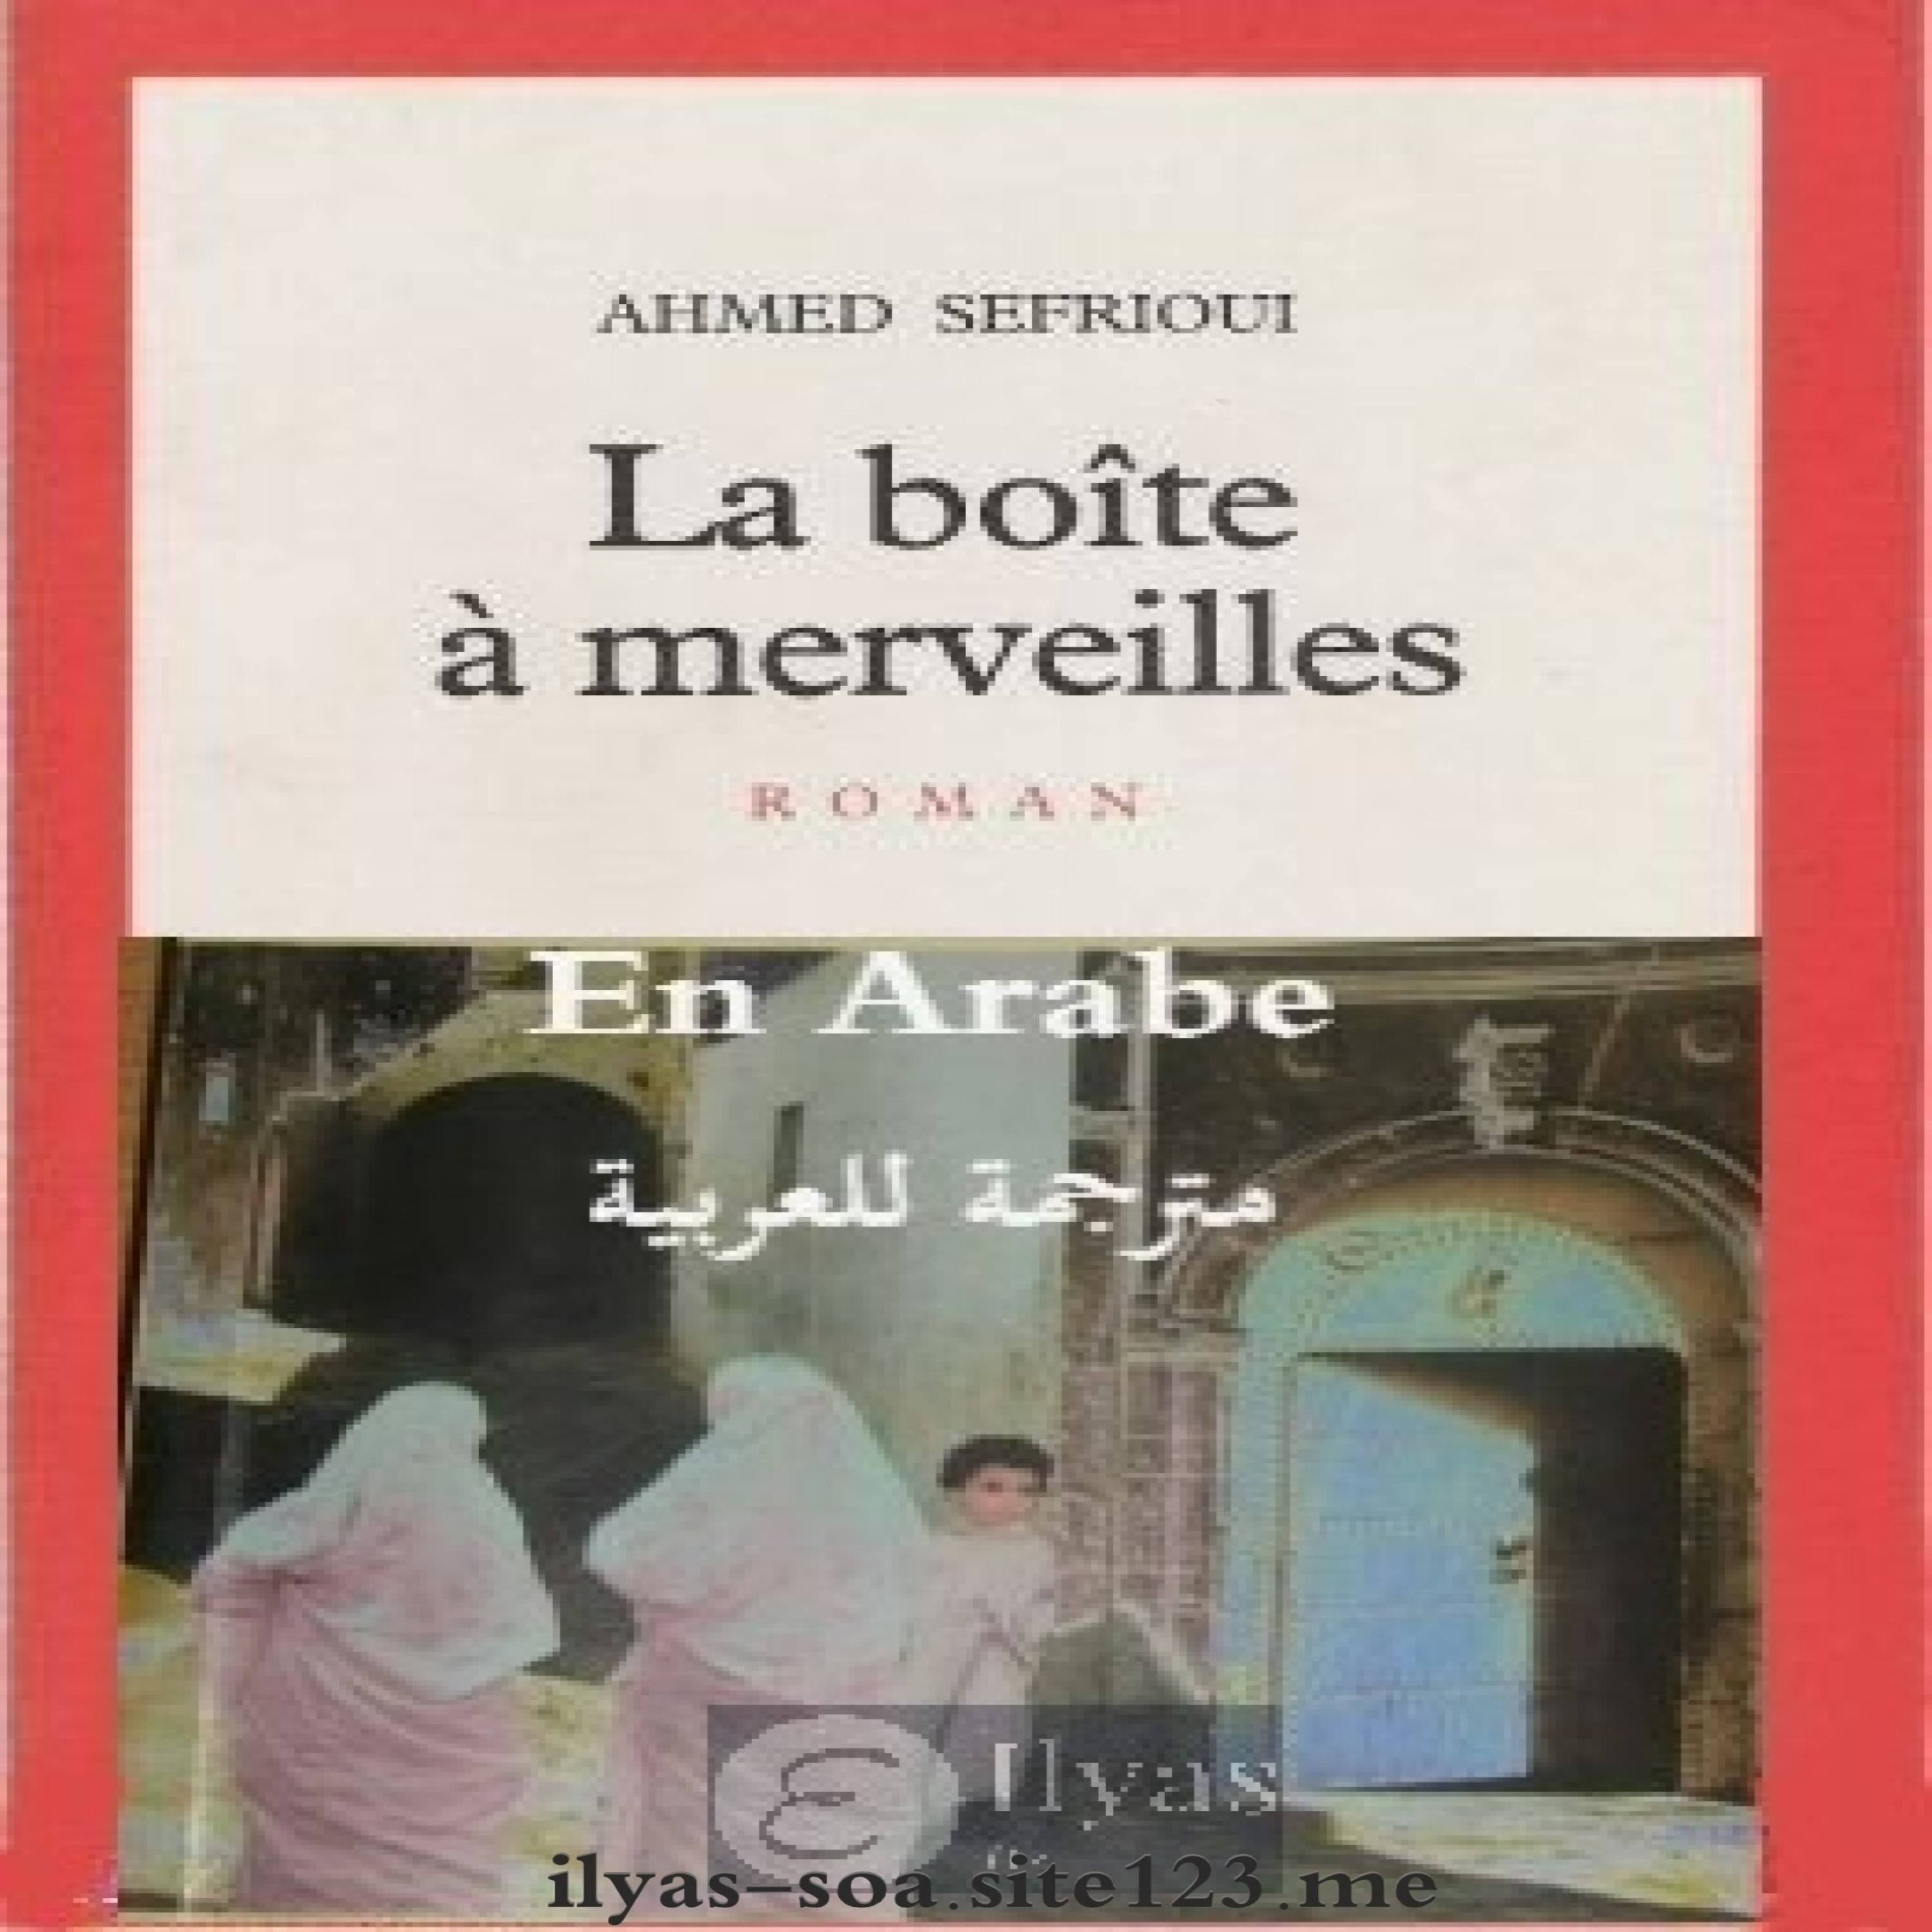 AHMED SEFRIOUI
La boîte
à merveilles
ROMAN
En Arabe
مترجمة للعربية
Ilyas
ilyas-soa.site123.me